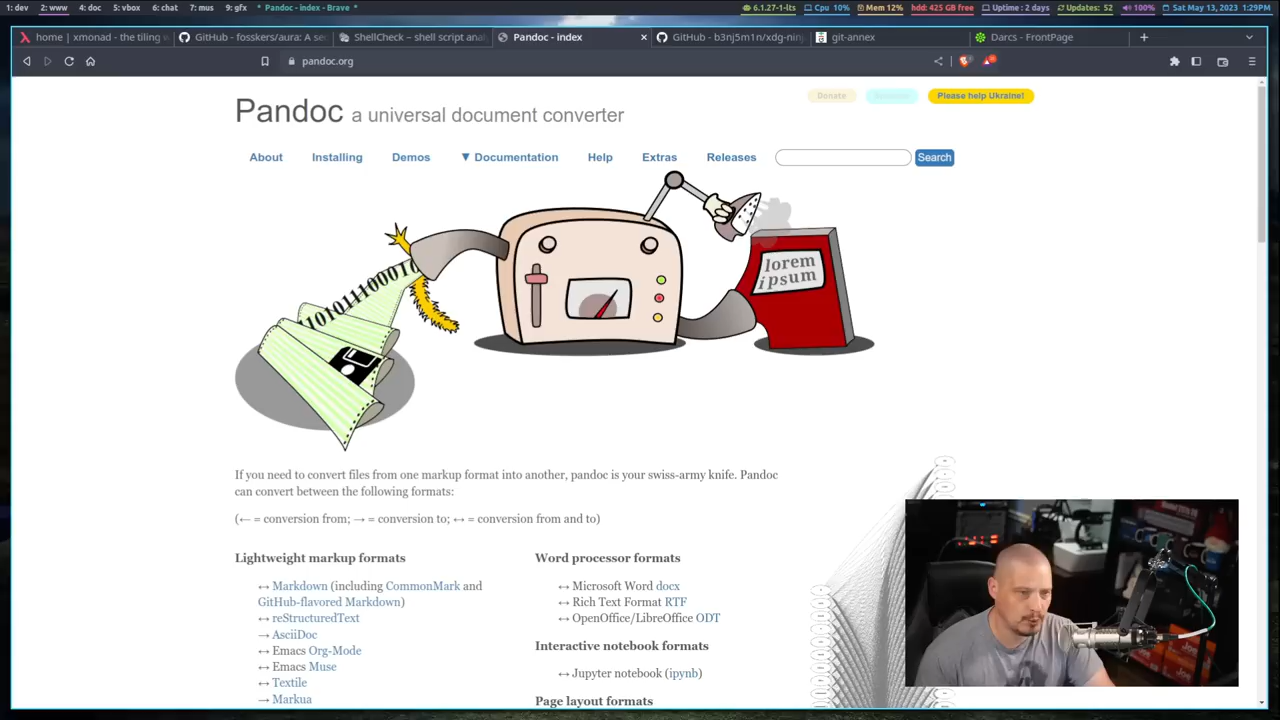 1: dev 2: www 4: doc 5: vbox 6: chat 7: mus 9: gfx * Pandoc - index - Brave * 6.1.27-1-lts Cpu 10% Mem 12% hdd: 425 GB free Uptime : 2 days Updates: 52 100% Sat May 13, 2023 1:29PM
home | xmonad - the tiling w GitHub - fosskers/aura: A se ShellCheck – shell script anal Pandoc - index GitHub - b3nj5m1n/xdg-ninj git-annex Darcs - FrontPage
pandoc.org
Donate Please help Ukraine!
Pandoc a universal document converter
About Installing Demos ▼ Documentation Help Extras Releases Search
lorem
ipsum
110101110010
If you need to convert files from one markup format into another, pandoc is your swiss-army knife. Pandoc
can convert between the following formats:
(← = conversion from; → = conversion to; ↔ = conversion from and to)
Lightweight markup formats
↔ Markdown (including CommonMark and
GitHub-flavored Markdown)
↔ reStructuredText
→ AsciiDoc
↔ Emacs Org-Mode
↔ Emacs Muse
↔ Textile
→ Markua
Word processor formats
↔ Microsoft Word docx
↔ Rich Text Format RTF
↔ OpenOffice/LibreOffice ODT
Interactive notebook formats
↔ Jupyter notebook (ipynb)
Page layout formats